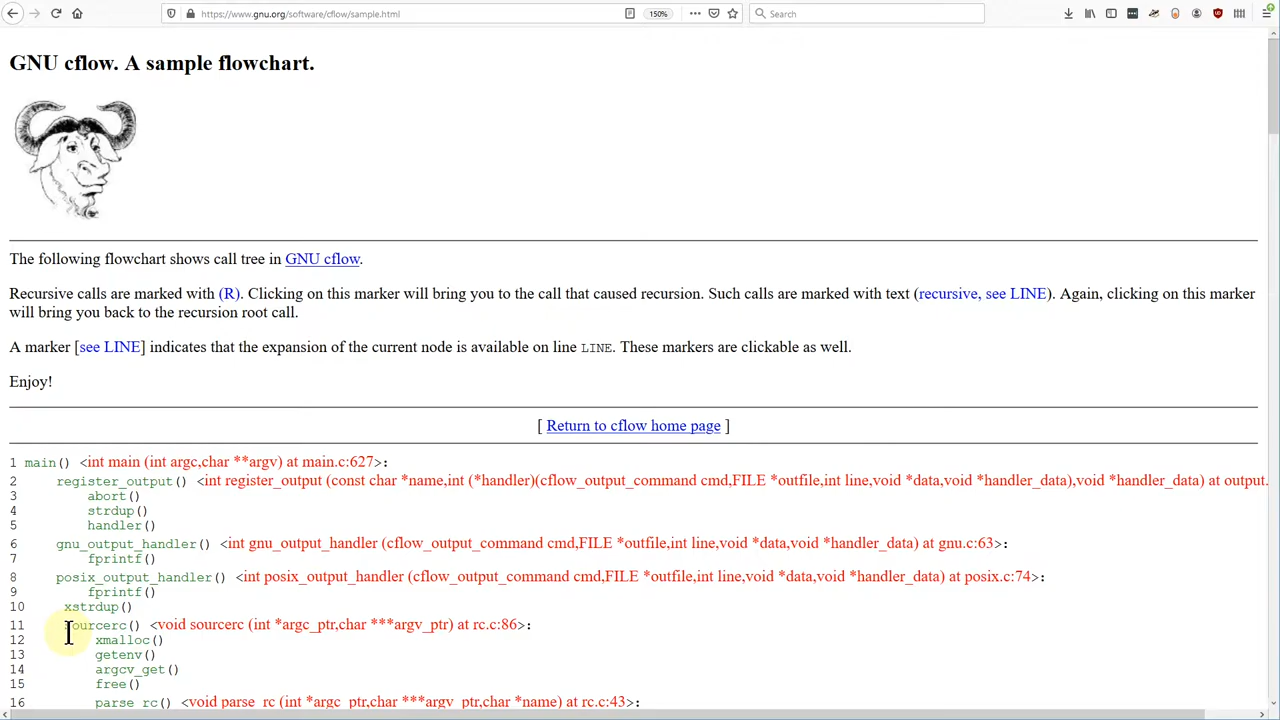 https://www.gnu.org/software/cflow/sample.html
150%
Search
GNU cflow. A sample flowchart.
The following flowchart shows call tree in GNU cflow.
Recursive calls are marked with (R). Clicking on this marker will bring you to the call that caused recursion. Such calls are marked with text (recursive, see LINE). Again, clicking on this marker
will bring you back to the recursion root call.
A marker [see LINE] indicates that the expansion of the current node is available on line LINE. These markers are clickable as well.
Enjoy!
[ Return to cflow home page ]
1 main() <int main (int argc,char **argv) at main.c:627>:
2 register_output() <int register_output (const char *name,int (*handler)(cflow_output_command cmd,FILE *outfile,int line,void *data,void *handler_data),void *handler_data) at output.
3 abort()
4 strdup()
5 handler()
6 gnu_output_handler() <int gnu_output_handler (cflow_output_command cmd,FILE *outfile,int line,void *data,void *handler_data) at gnu.c:63>:
7 fprintf()
8 posix_output_handler() <int posix_output_handler (cflow_output_command cmd,FILE *outfile,int line,void *data,void *handler_data) at posix.c:74>:
9 fprintf()
10 xstrdup()
11 sourcerc() <void sourcerc (int *argc_ptr,char ***argv_ptr) at rc.c:86>:
12 xmalloc()
13 getenv()
14 argcv_get()
15 free()
16 parse_rc() <void parse_rc (int *argc_ptr,char ***argv_ptr,char *name) at rc.c:43>: